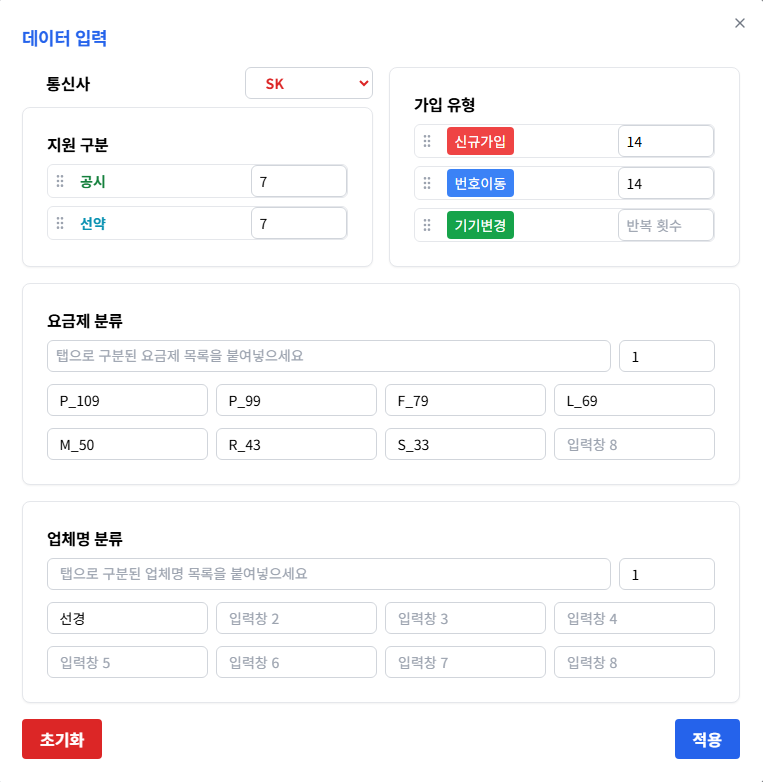 데이터 입력
통신사
SK
지원 구분
공시 7
선약 7
가입 유형
신규가입 14
번호이동 14
기기변경 반복 횟수
요금제 분류
탭으로 구분된 요금제 목록을 붙여넣으세요 1
P_109 P_99 F_79 L_69
M_50 R_43 S_33 입력창 8
업체명 분류
탭으로 구분된 업체명 목록을 붙여넣으세요 1
선경 입력창 2 입력창 3 입력창 4
입력창 5 입력창 6 입력창 7 입력창 8
초기화 적용